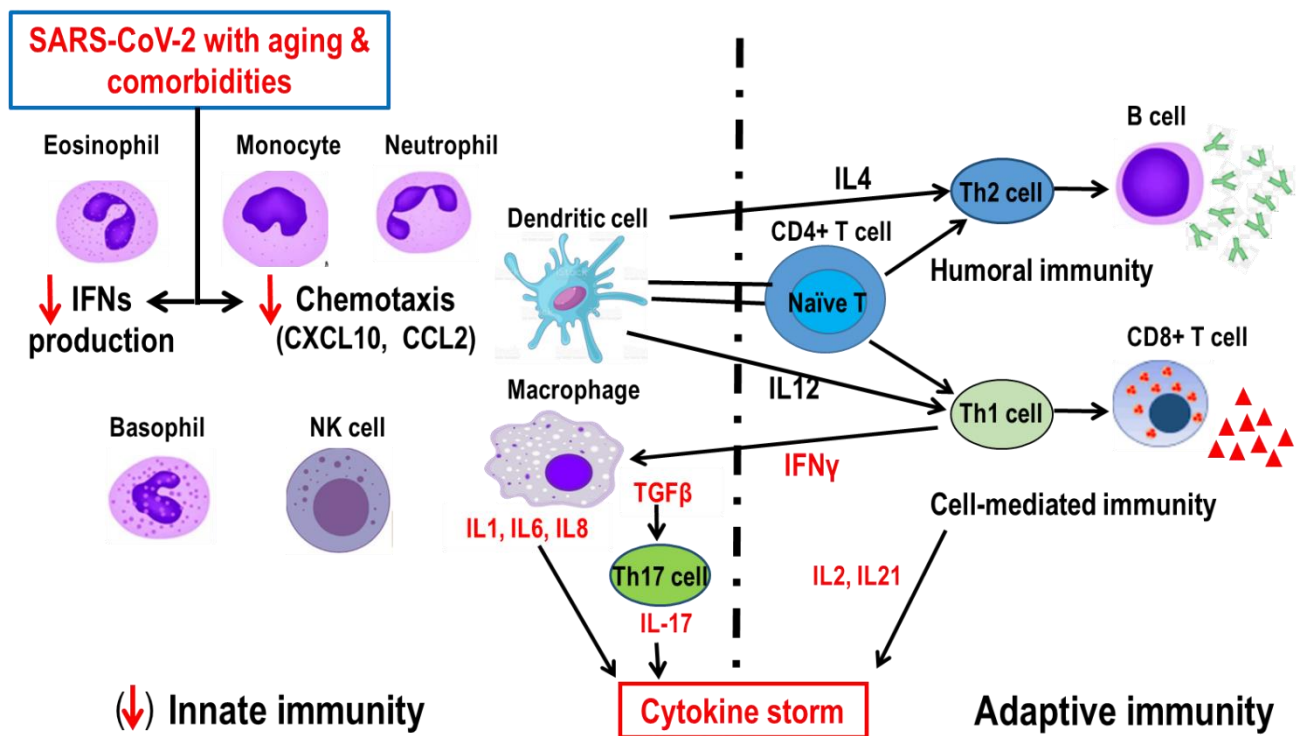 SARS-CoV-2 with aging &
comorbidities
Eosinophil
Monocyte
Neutrophil
IFNs
production
Chemotaxis
(CXCL10, CCL2)
Basophil
NK cell
Dendritic cell
Macrophage
IL1, IL6, IL8
TGFβ
Th17 cell
IL-17
IL4
CD4+ T cell
Naïve T
IL12
IFNγ
Th2 cell
B cell
Humoral immunity
CD8+ T cell
Th1 cell
Cell-mediated immunity
IL2, IL21
(↓) Innate immunity
Cytokine storm
Adaptive immunity